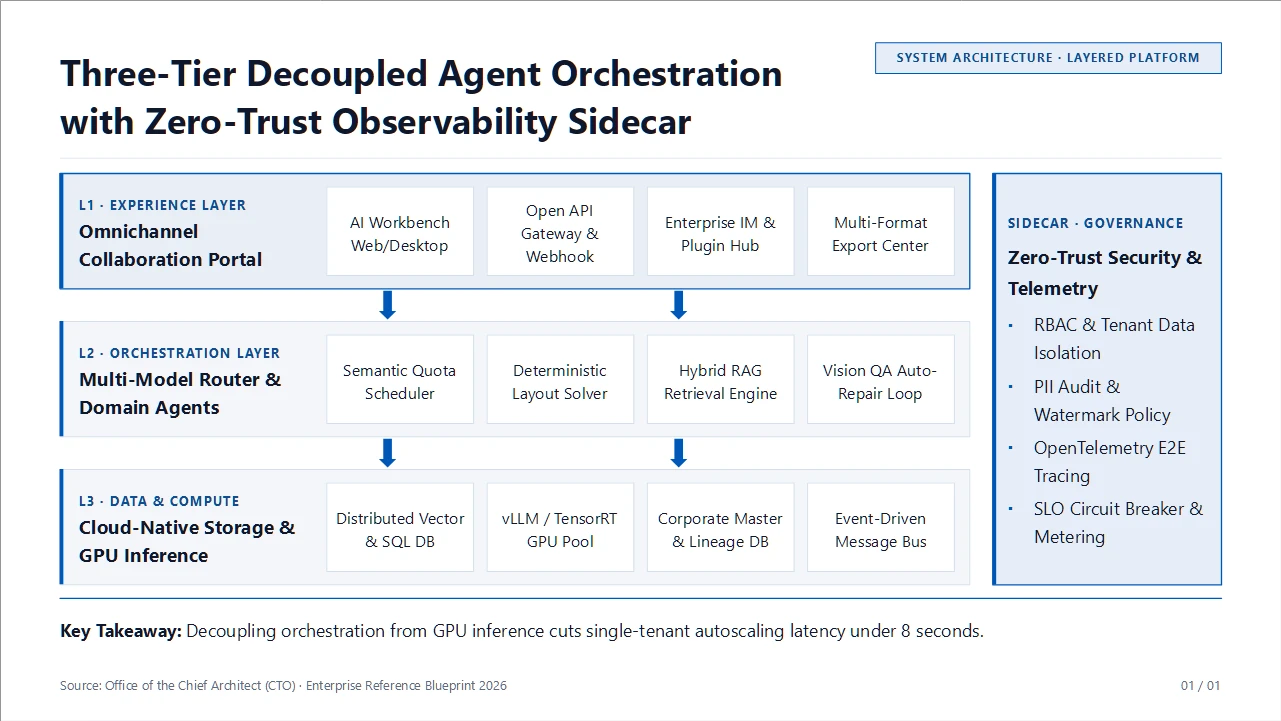 Three-Tier Decoupled Agent Orchestration
with Zero-Trust Observability Sidecar
SYSTEM ARCHITECTURE · LAYERED PLATFORM
L1 · EXPERIENCE LAYER
Omnichannel
Collaboration Portal
AI Workbench
Web/Desktop
Open API
Gateway &
Webhook
Enterprise IM &
Plugin Hub
Multi-Format
Export Center
L2 · ORCHESTRATION LAYER
Multi-Model Router &
Domain Agents
Semantic Quota
Scheduler
Deterministic
Layout Solver
Hybrid RAG
Retrieval Engine
Vision QA Auto-
Repair Loop
L3 · DATA & COMPUTE
Cloud-Native Storage &
GPU Inference
Distributed Vector
& SQL DB
vLLM / TensorRT
GPU Pool
Corporate Master
& Lineage DB
Event-Driven
Message Bus
SIDECAR · GOVERNANCE
Zero-Trust Security &
Telemetry
· RBAC & Tenant Data
Isolation
· PII Audit &
Watermark Policy
· OpenTelemetry E2E
Tracing
· SLO Circuit Breaker &
Metering
Key Takeaway: Decoupling orchestration from GPU inference cuts single-tenant autoscaling latency under 8 seconds.
Source: Office of the Chief Architect (CTO) · Enterprise Reference Blueprint 2026
01 / 01